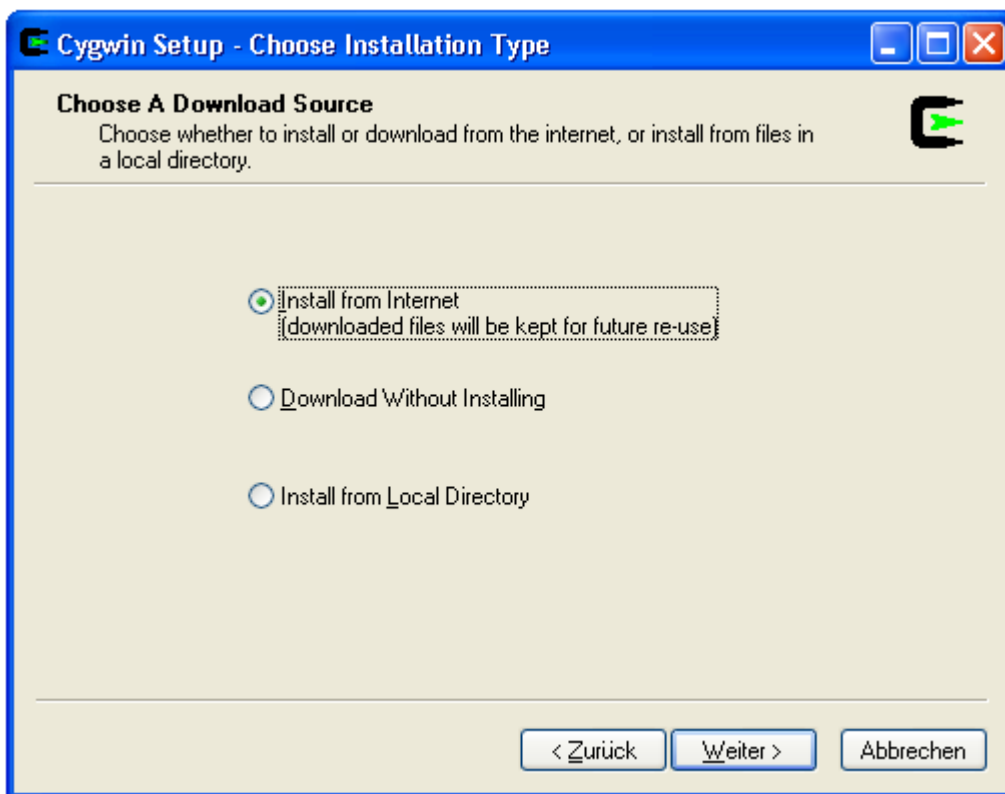 Cygwin Setup - Choose Installation Type
Choose A Download Source
Choose whether to install or download from the internet, or install from files in
a local directory.
Install from Internet
(downloaded files will be kept for future re-use)
Download Without Installing
Install from Local Directory
< Zurück
Weiter >
Abbrechen